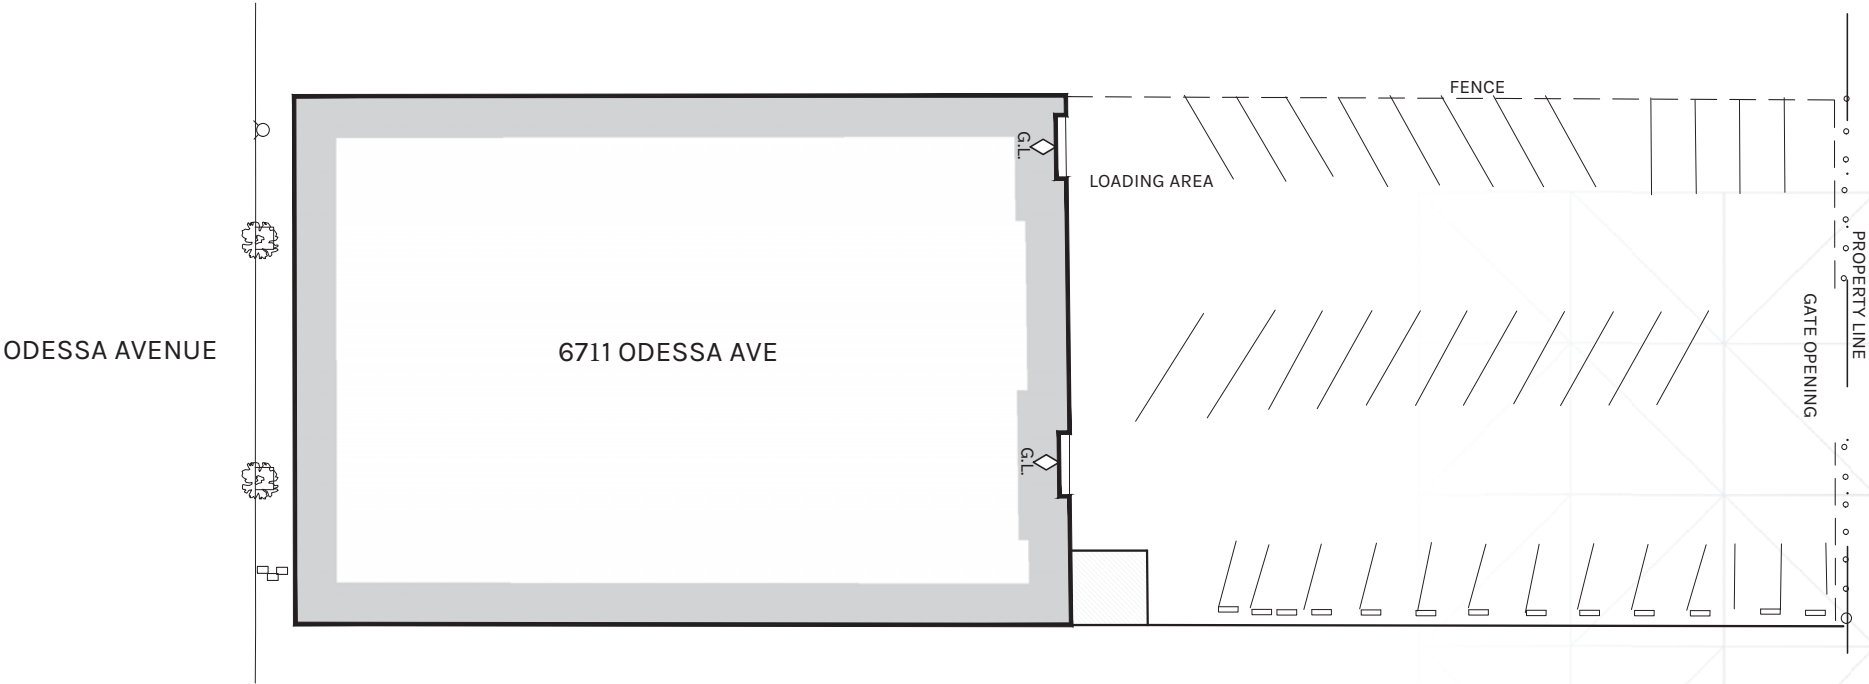 FENCE
G.L.
LOADING AREA
PROPERTY LINE
GATE OPENING
ODESSA AVENUE
6711 ODESSA AVE
G.L.